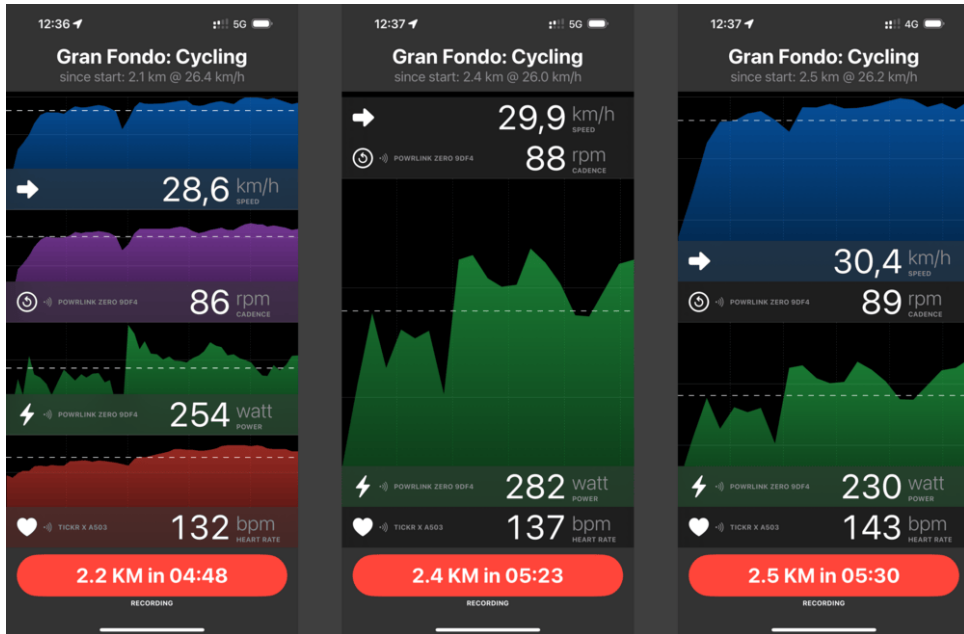 12:36
5G
Gran Fondo: Cycling
since start: 2.1 km @ 26.4 km/h
28,6 km/h
SPEED
POWRLINK ZERO 9DF4
86 rpm
CADENCE
POWRLINK ZERO 9DF4
254 watt
POWER
TICKR X A503
132 bpm
HEART RATE
2.2 KM in 04:48
RECORDING
12:37
5G
Gran Fondo: Cycling
since start: 2.4 km @ 26.0 km/h
29,9 km/h
SPEED
POWRLINK ZERO 9DF4
88 rpm
CADENCE
POWRLINK ZERO 9DF4
282 watt
POWER
TICKR X A503
137 bpm
HEART RATE
2.4 KM in 05:23
RECORDING
12:37
4G
Gran Fondo: Cycling
since start: 2.5 km @ 26.2 km/h
30,4 km/h
SPEED
POWRLINK ZERO 9DF4
89 rpm
CADENCE
POWRLINK ZERO 9DF4
230 watt
POWER
TICKR X A503
143 bpm
HEART RATE
2.5 KM in 05:30
RECORDING